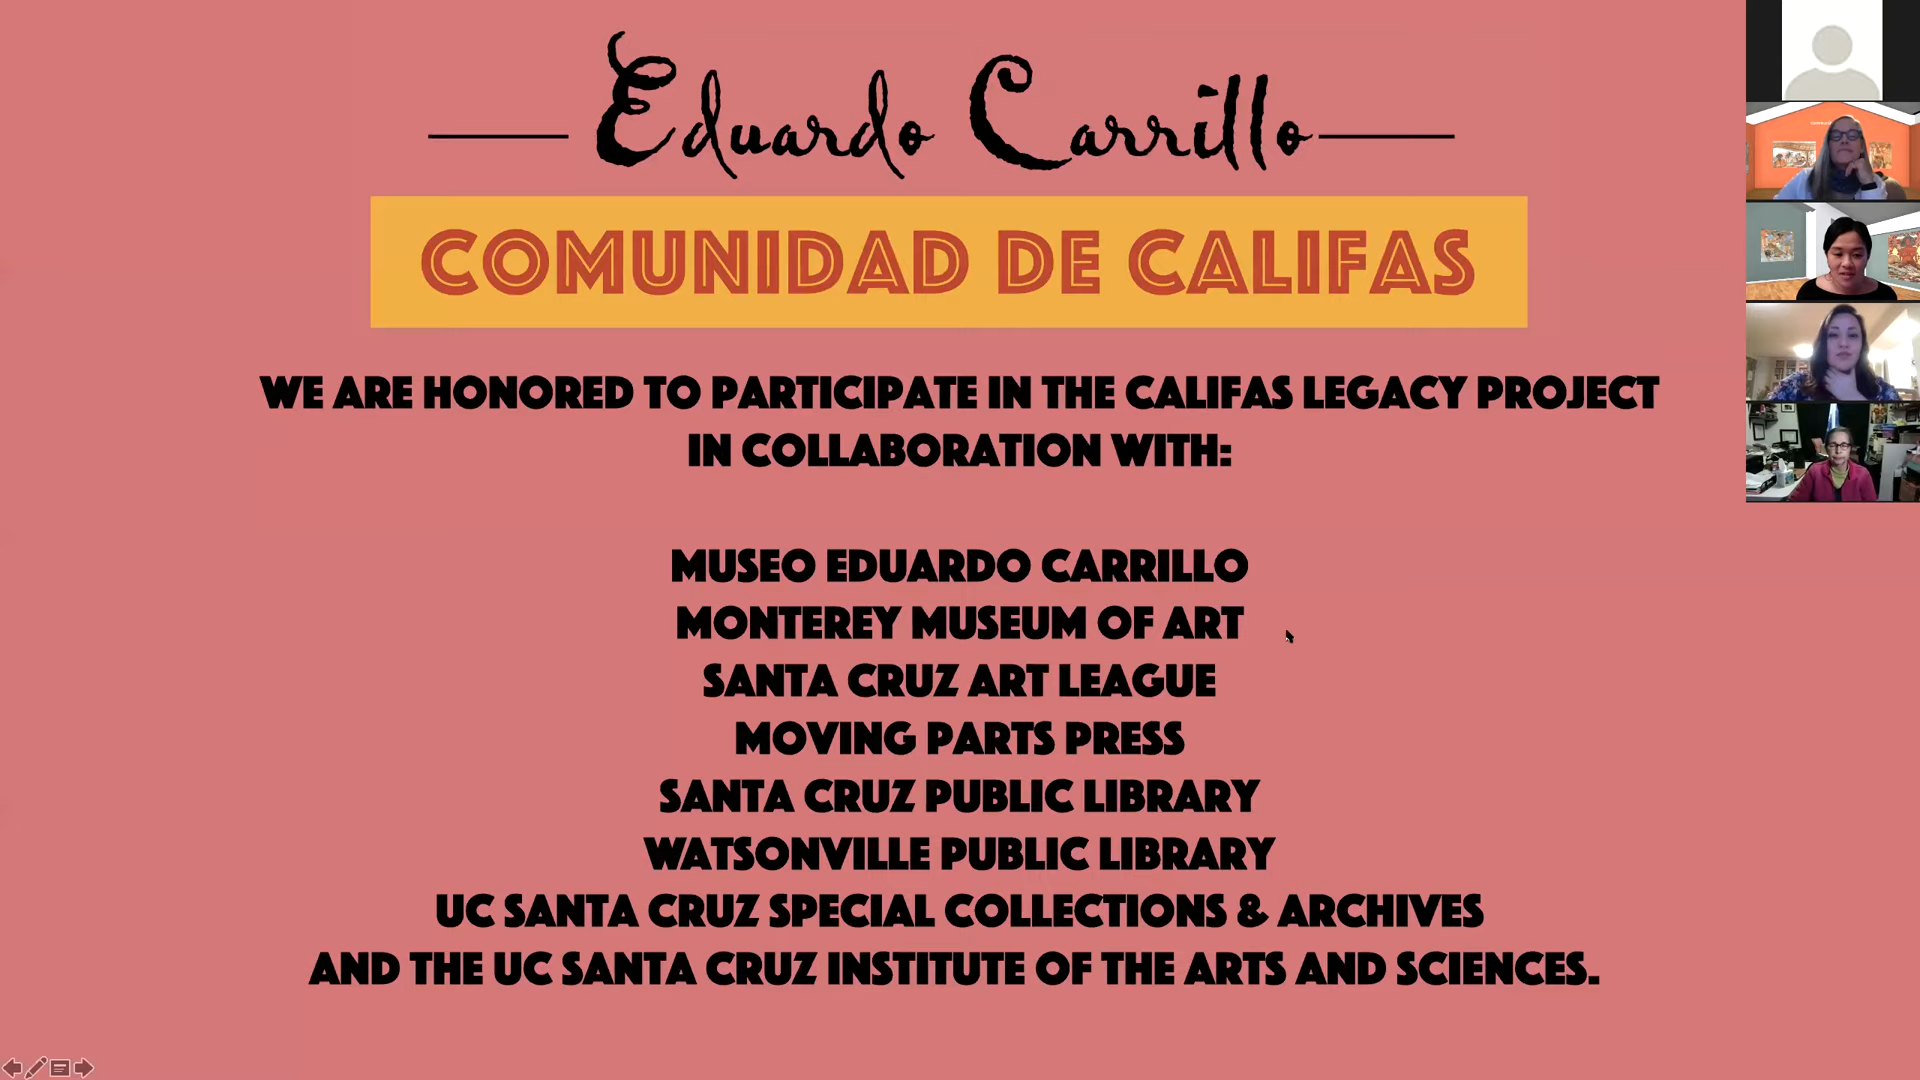 Eduardo Carrillo
COMUNIDAD DE CALIFAS
WE ARE HONORED TO PARTICIPATE IN THE CALIFAS LEGACY PROJECT
IN COLLABORATION WITH:
MUSEO EDUARDO CARRILLO
MONTEREY MUSEUM OF ART
SANTA CRUZ ART LEAGUE
MOVING PARTS PRESS
SANTA CRUZ PUBLIC LIBRARY
WATSONVILLE PUBLIC LIBRARY
UC SANTA CRUZ SPECIAL COLLECTIONS & ARCHIVES
AND THE UC SANTA CRUZ INSTITUTE OF THE ARTS AND SCIENCES.